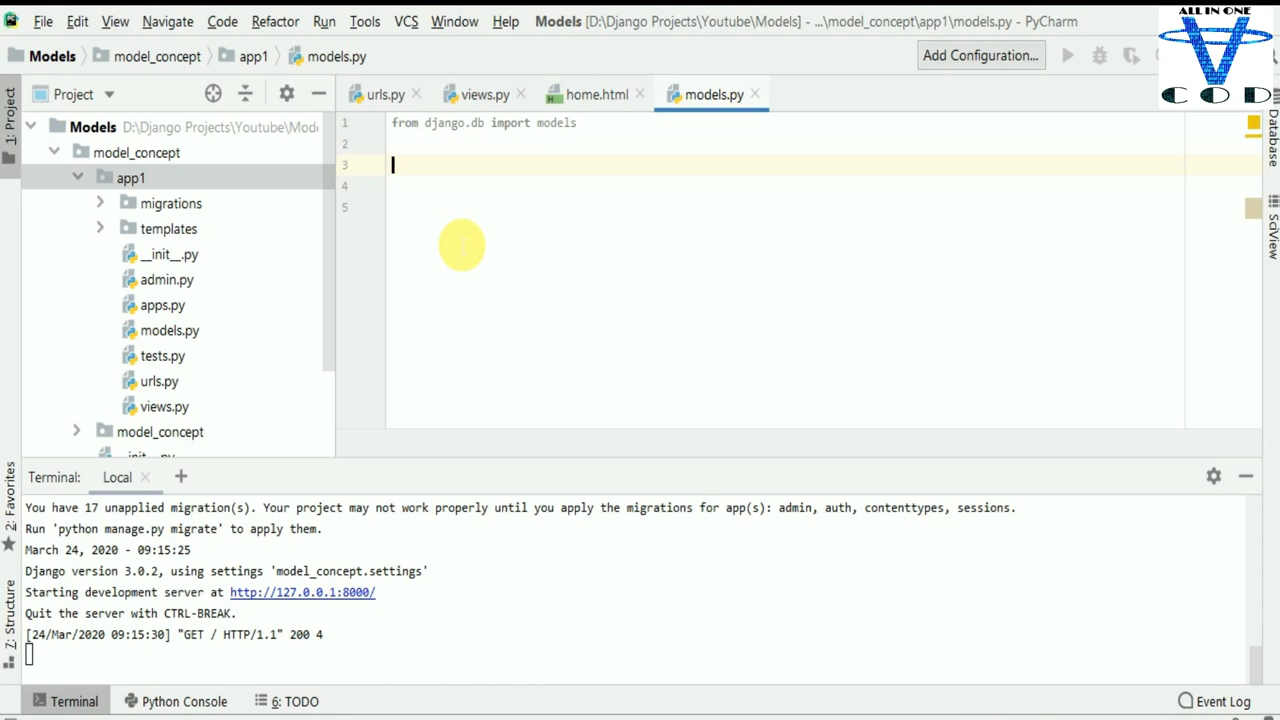 File Edit View Navigate Code Refactor Run Tools VCS Window Help Models [D:\Django Projects\Youtube\Models] - ...\model_concept\app1\models.py - PyCharm
ALL IN ONE
COD
Models model_concept app1 models.py Add Configuration...
1: Project
Project
urls.py views.py home.html models.py
Models D:\Django Projects\Youtube\Mod
model_concept
app1
migrations
templates
__init__.py
admin.py
apps.py
models.py
tests.py
urls.py
views.py
model_concept
__init__.py
1 from django.db import models
2
3
4
5
Database
SciView
2: Favorites
Z: Structure
Terminal: Local +
You have 17 unapplied migration(s). Your project may not work properly until you apply the migrations for app(s): admin, auth, contenttypes, sessions.
Run 'python manage.py migrate' to apply them.
March 24, 2020 - 09:15:25
Django version 3.0.2, using settings 'model_concept.settings'
Starting development server at http://127.0.0.1:8000/
Quit the server with CTRL-BREAK.
[24/Mar/2020 09:15:30] "GET / HTTP/1.1" 200 4
Terminal Python Console 6: TODO Event Log